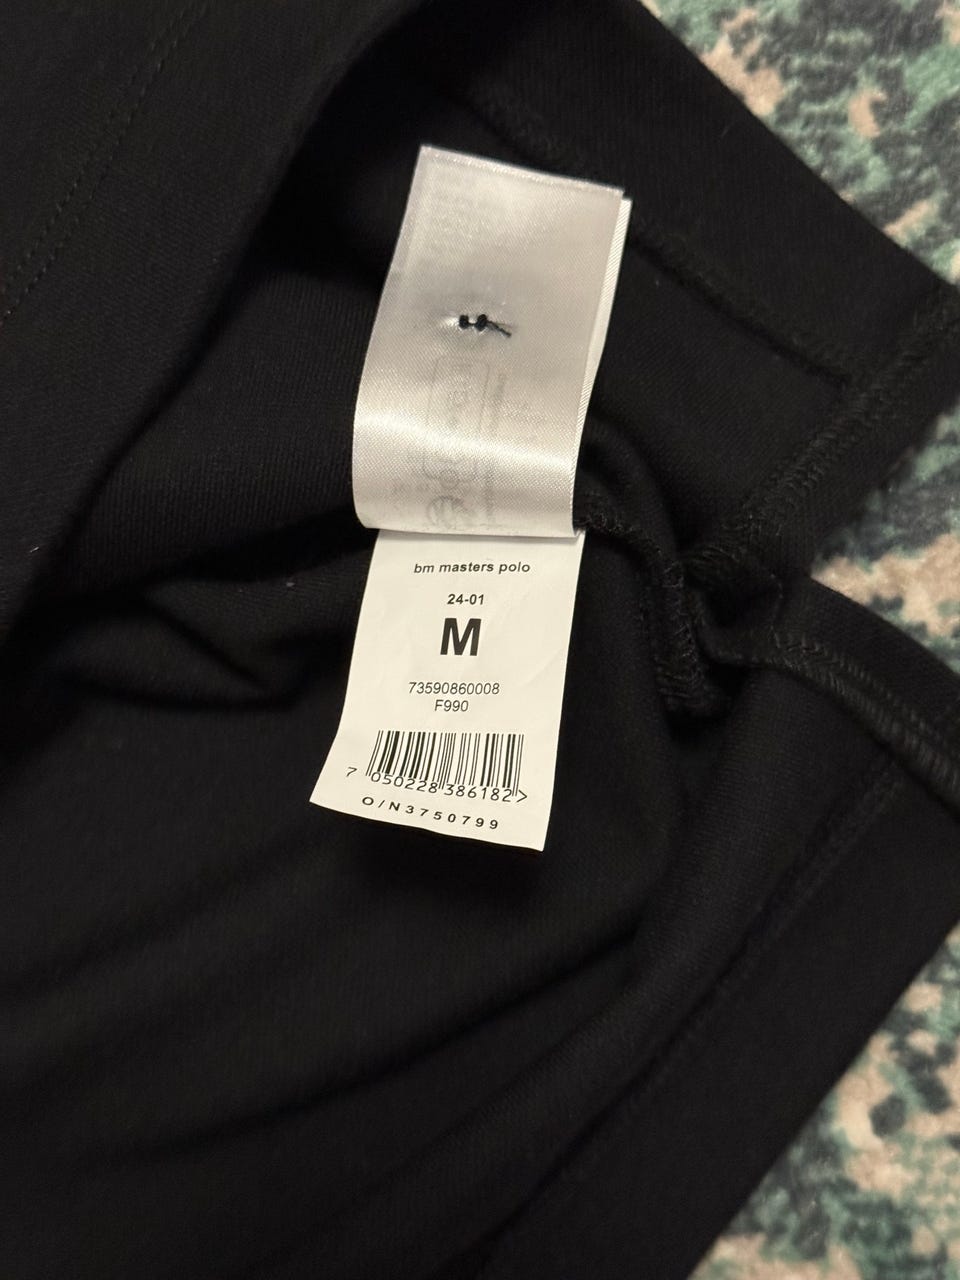 bm masters polo
24-01
M
73590860008
F990
7 050228 386182 >
O/N3750799